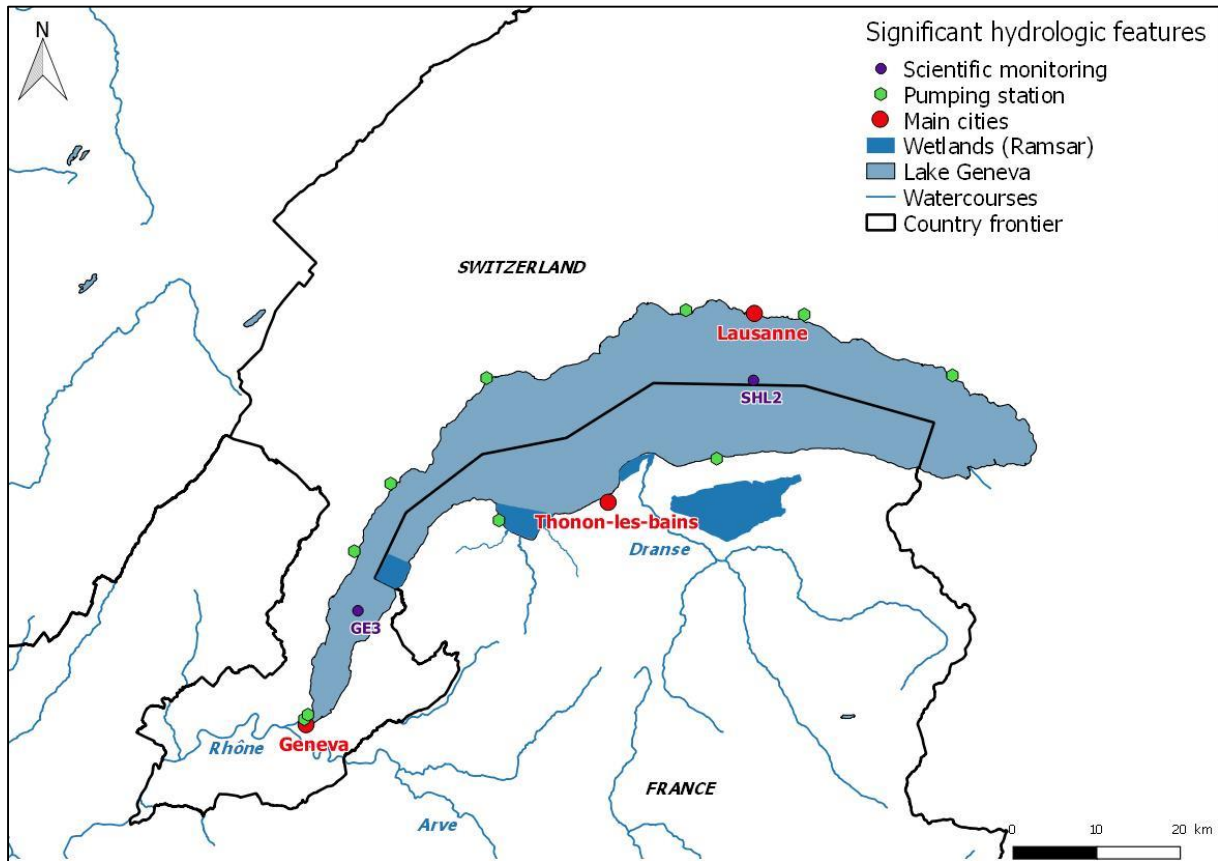 N
Significant hydrologic features
Scientific monitoring
Pumping station
Main cities
Wetlands (Ramsar)
Lake Geneva
Watercourses
Country frontier
SWITZERLAND
Lausanne
SHL2
Thonon-les-bains
Dranse
GE3
Geneva
Rhône
FRANCE
Arve
0 10 20 km